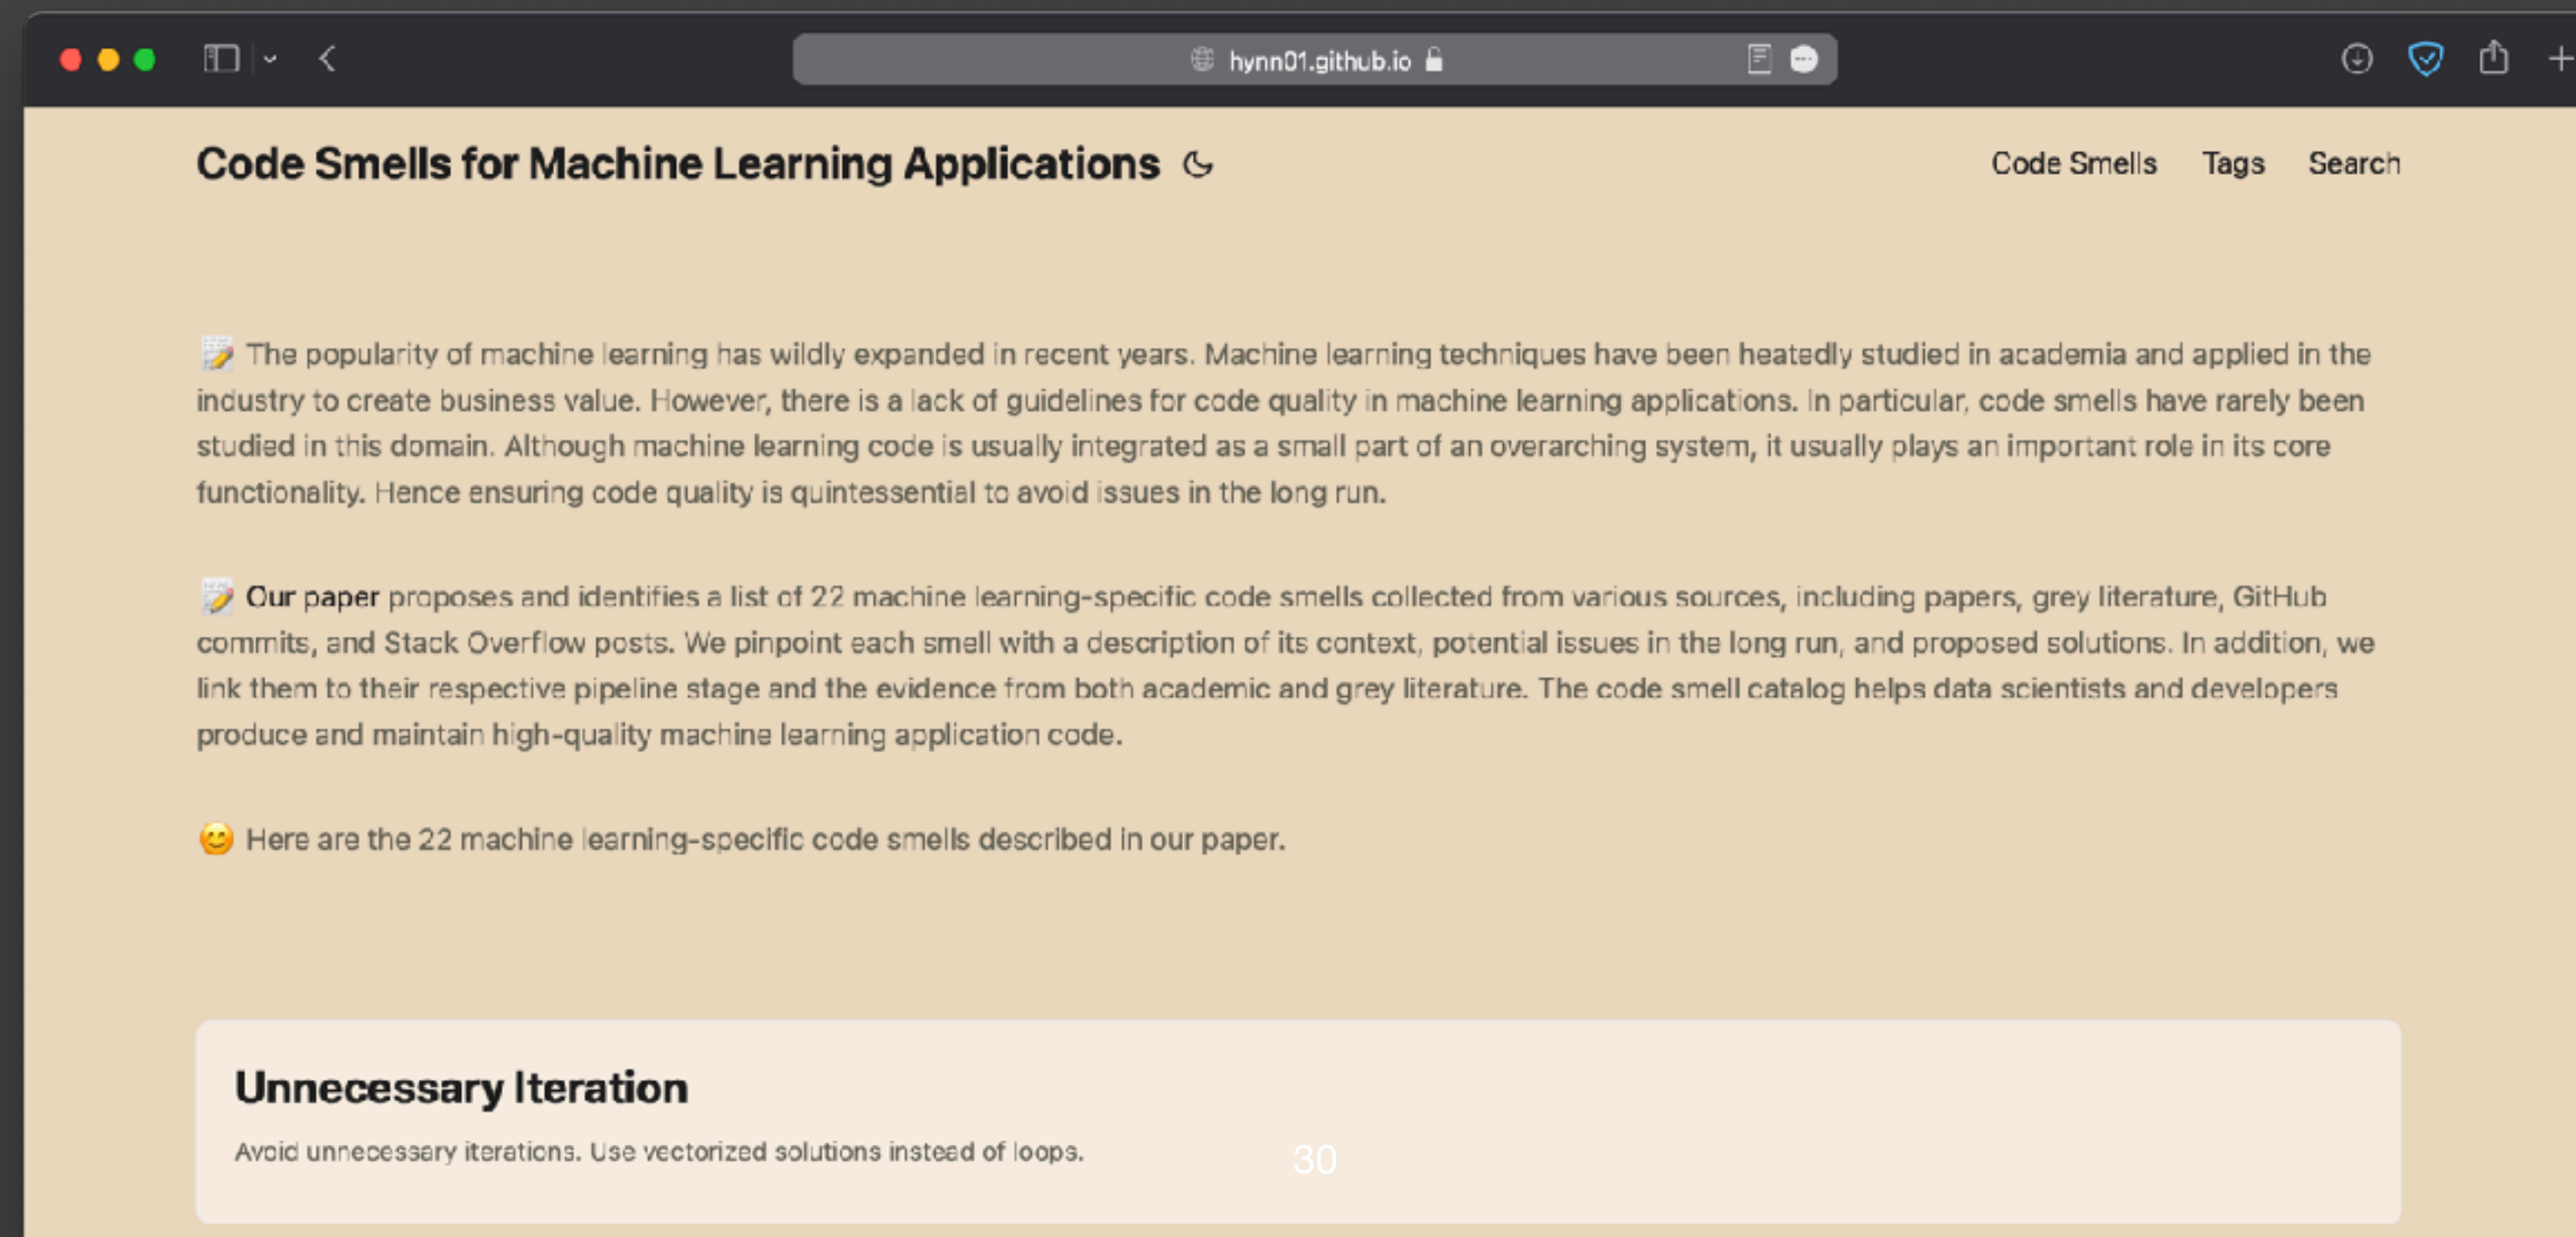 hynn01.github.io
Code Smells for Machine Learning Applications
Code Smells Tags Search
📝 The popularity of machine learning has wildly expanded in recent years. Machine learning techniques have been heatedly studied in academia and applied in the
industry to create business value. However, there is a lack of guidelines for code quality in machine learning applications. In particular, code smells have rarely been
studied in this domain. Although machine learning code is usually integrated as a small part of an overarching system, it usually plays an important role in its core
functionality. Hence ensuring code quality is quintessential to avoid issues in the long run.
📝 Our paper proposes and identifies a list of 22 machine learning-specific code smells collected from various sources, including papers, grey literature, GitHub
commits, and Stack Overflow posts. We pinpoint each smell with a description of its context, potential issues in the long run, and proposed solutions. In addition, we
link them to their respective pipeline stage and the evidence from both academic and grey literature. The code smell catalog helps data scientists and developers
produce and maintain high-quality machine learning application code.
😊 Here are the 22 machine learning-specific code smells described in our paper.
Unnecessary Iteration
Avoid unnecessary iterations. Use vectorized solutions instead of loops.
30